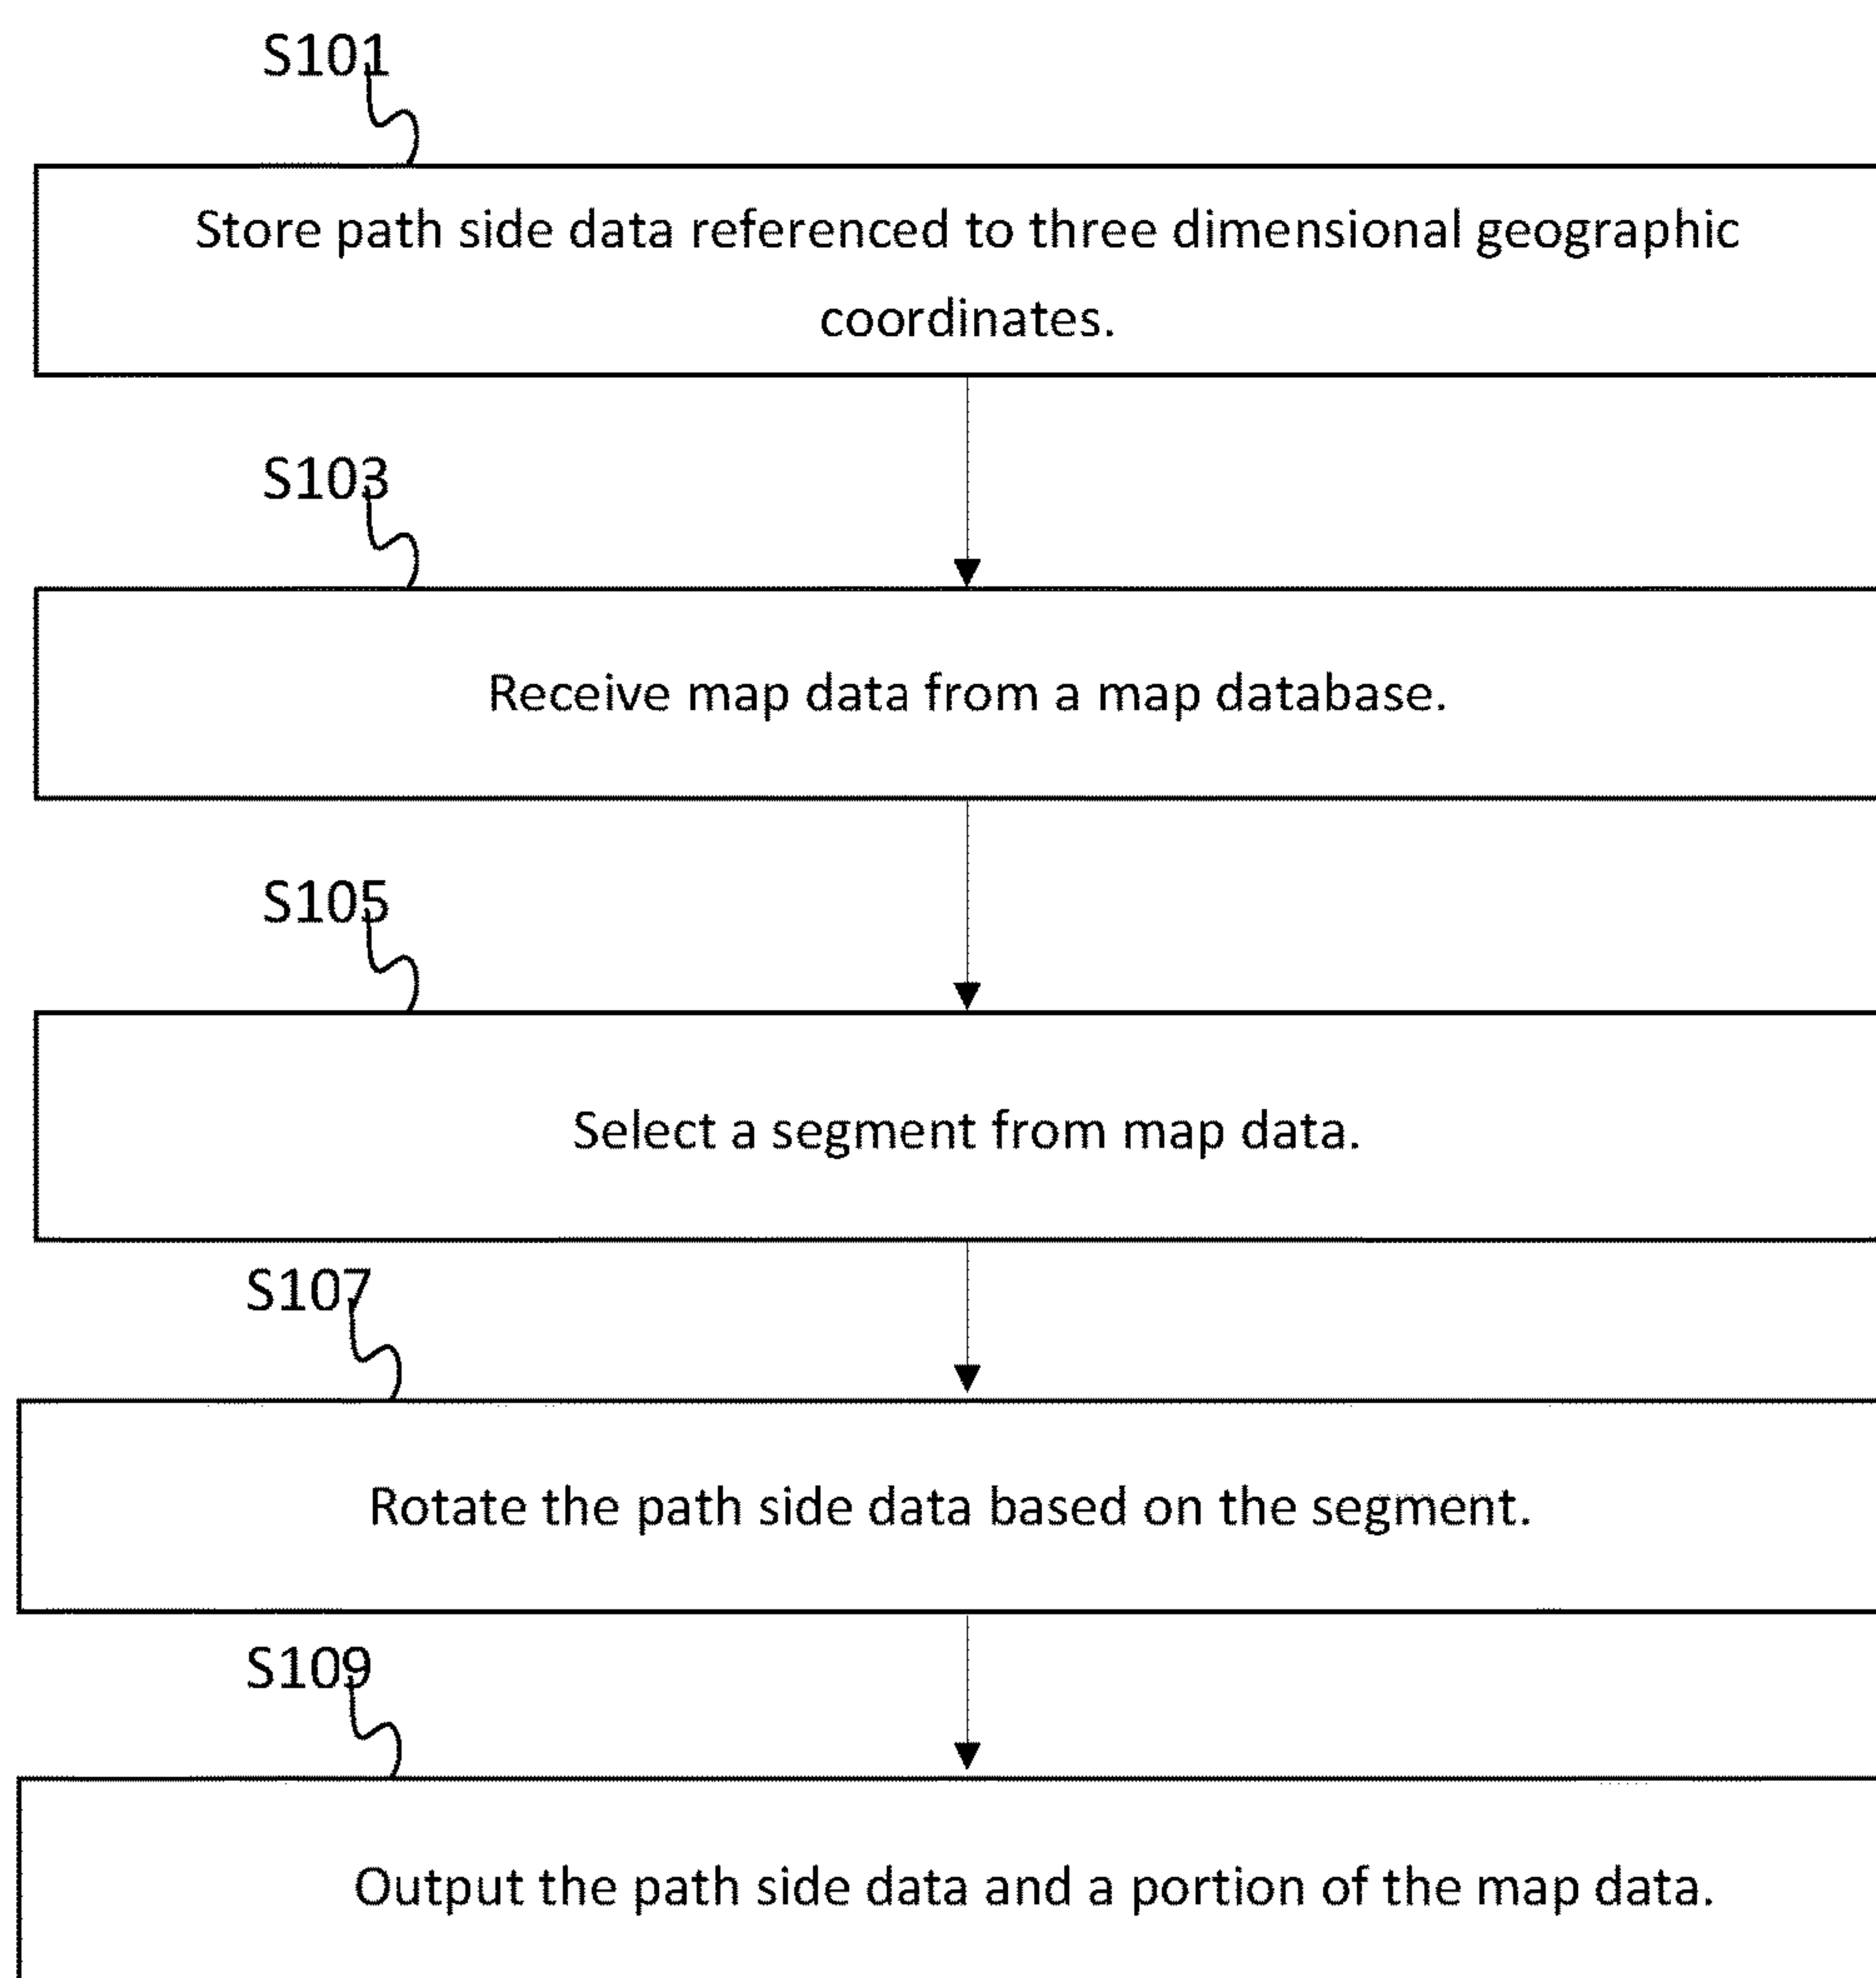 S101
Store path side data referenced to three dimensional geographic
coordinates.
S103
Receive map data from a map database.
S105
Select a segment from map data.
S107
Rotate the path side data based on the segment.
S109
Output the path side data and a portion of the map data.